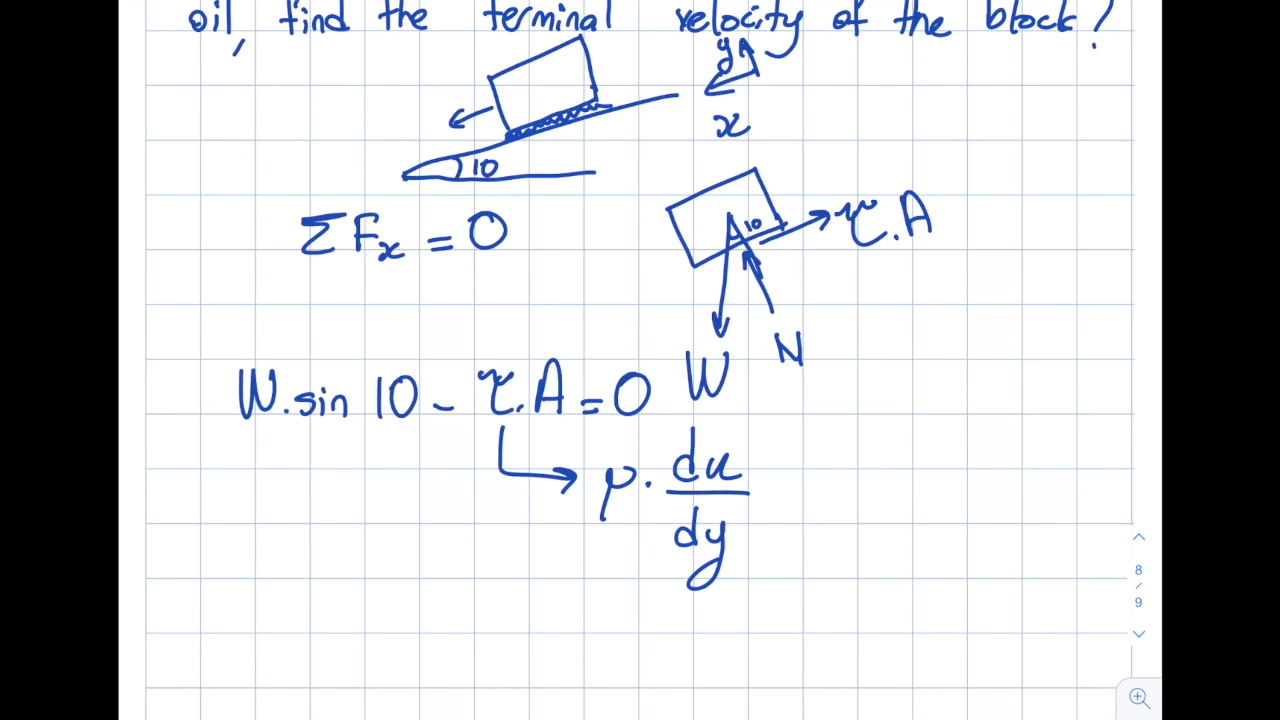 oil, find the terminal velocity of the block?
y
x
10
ΣFx = 0
10
τ.A
N
W
W.sin 10 - τ.A = 0
μ. du
dy
8
/
9